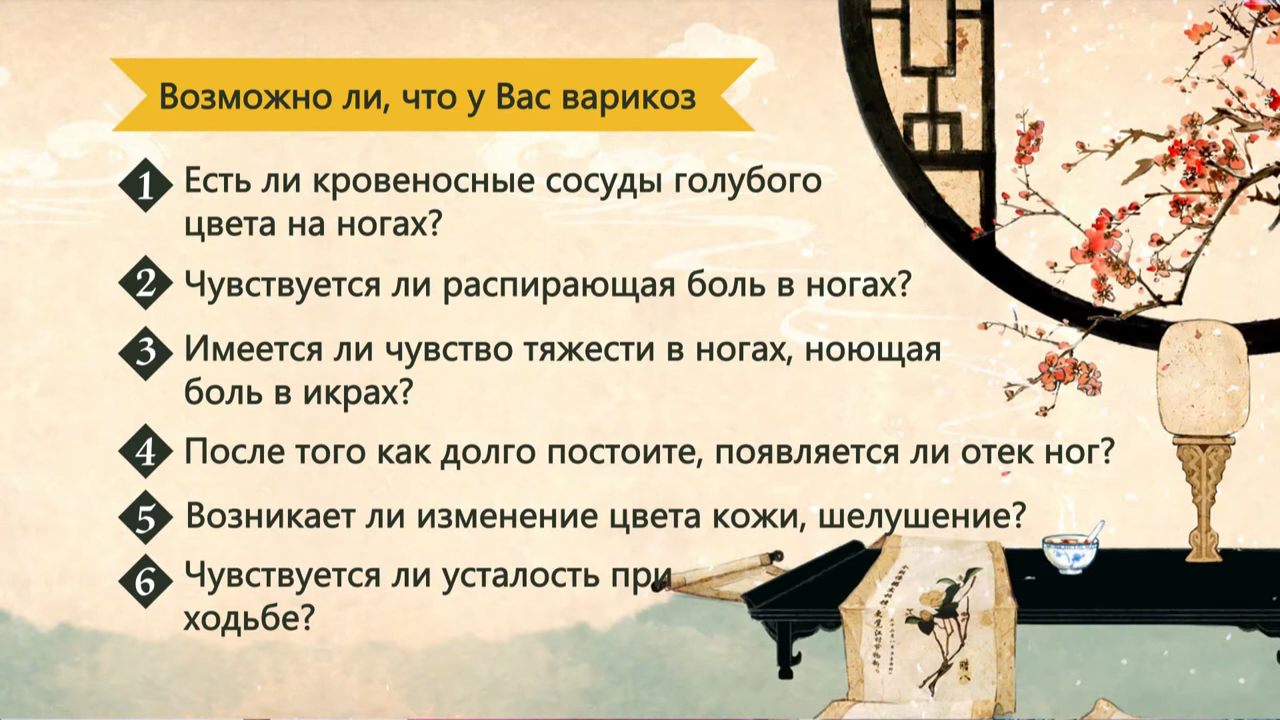 Возможно ли, что у Вас варикоз
1 Есть ли кровеносные сосуды голубого
цвета на ногах?
2 Чувствуется ли распирающая боль в ногах?
3 Имеется ли чувство тяжести в ногах, ноющая
боль в икрах?
4 После того как долго постоите, появляется ли отек ног?
5 Возникает ли изменение цвета кожи, шелушение?
6 Чувствуется ли усталость при
ходьбе?